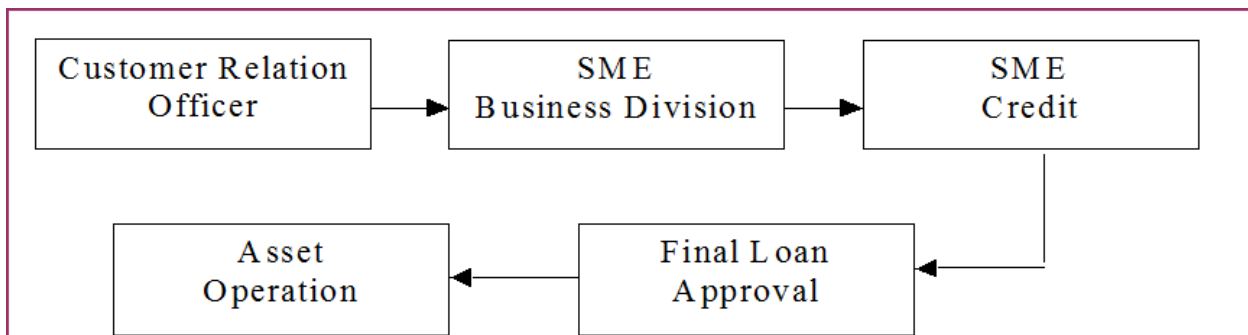 Customer Relation
Officer
SME
Business Division
SME
Credit
Final Loan
Approval
Asset
Operation